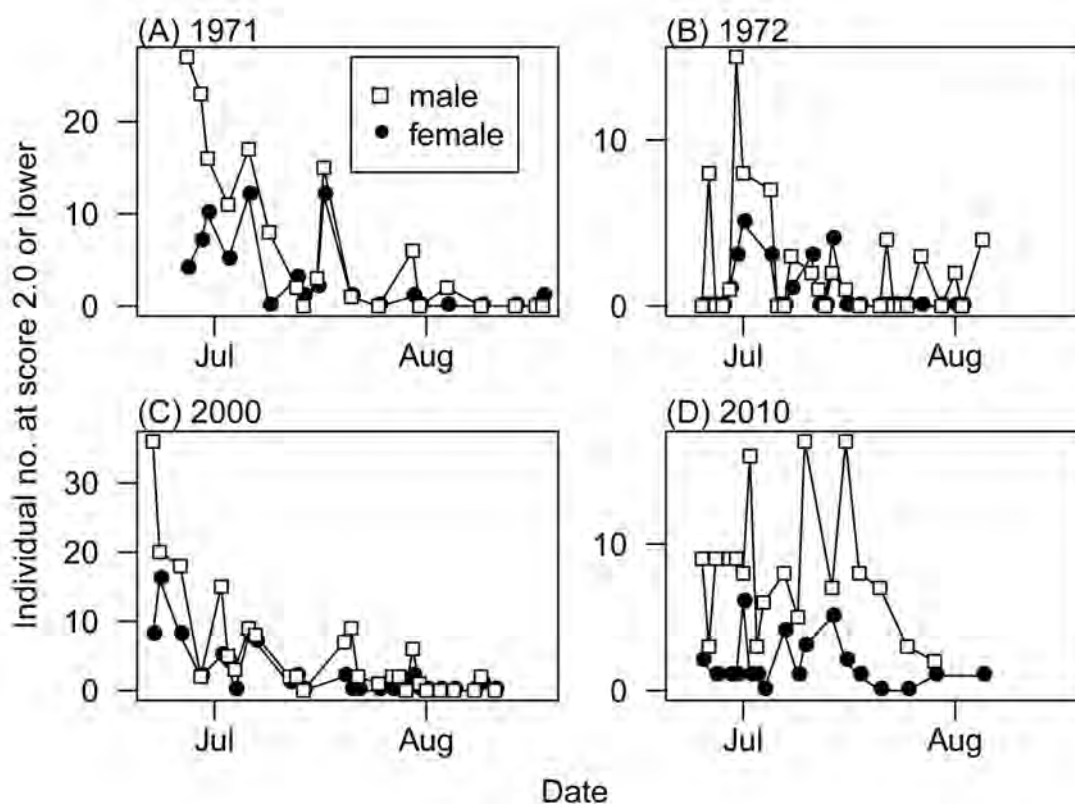 (A) 1971
(B) 1972
20
10
0
male
female
Jul
Aug
10
0
Jul
Aug
(C) 2000
(D) 2010
30
20
10
0
Jul
Aug
10
0
Jul
Aug
Individual no. at score 2.0 or lower
Date